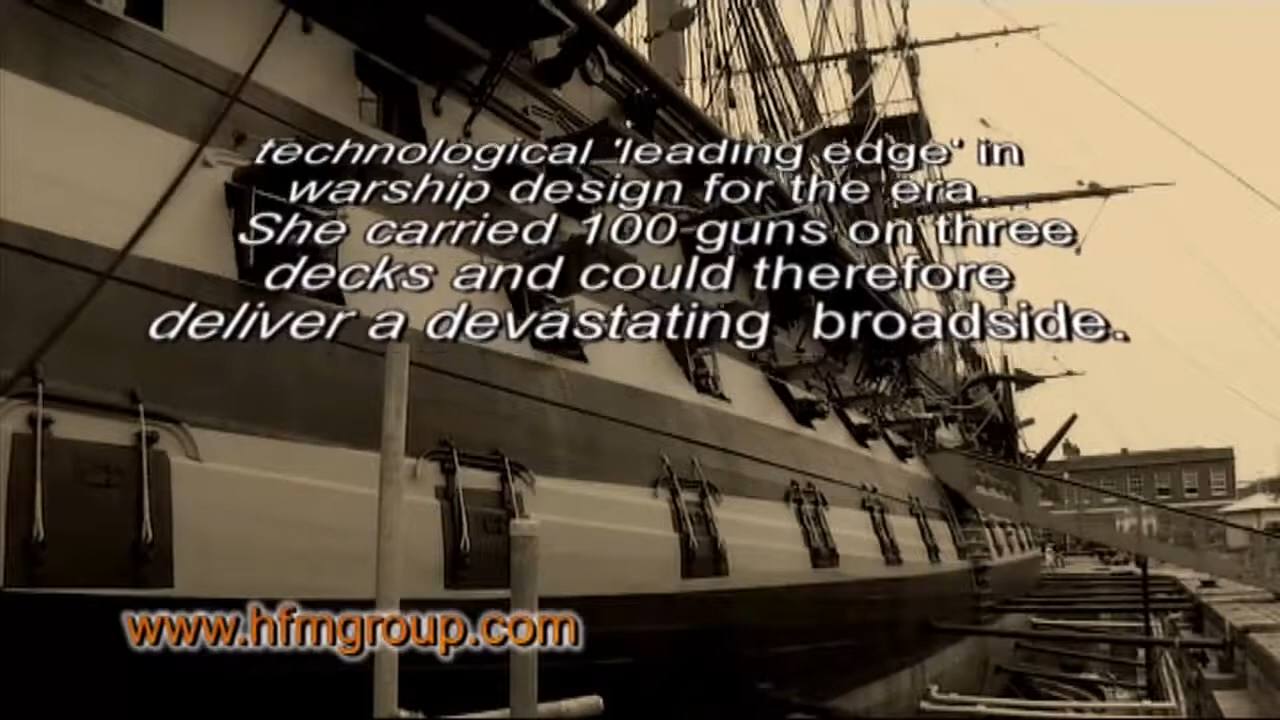 technological 'leading edge' in
warship design for the era.
She carried 100 guns on three
decks and could therefore
deliver a devastating broadside.
www.hfmgroup.com